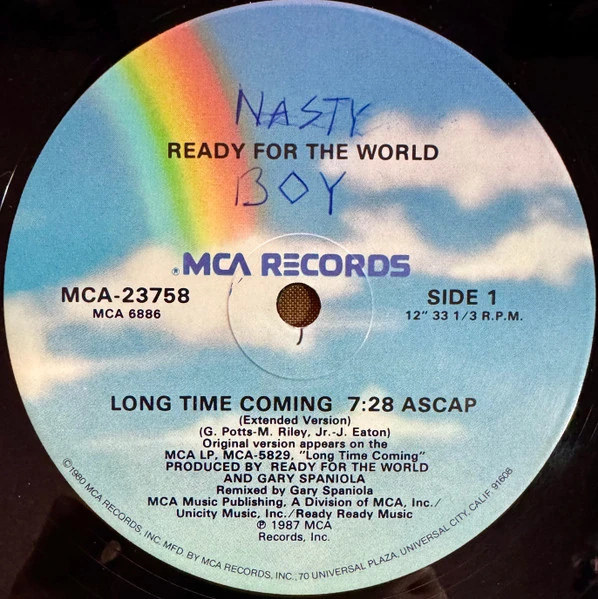 NASTY
READY FOR THE WORLD
BOY
®MCA RECORDS
MCA-23758
MCA 6886
SIDE 1
12" 33 1/3 R.P.M.
LONG TIME COMING 7:28 ASCAP
(Extended Version)
(G. Potts-M. Riley, Jr.-J. Eaton)
Original version appears on the
MCA LP, MCA-5829, "Long Time Coming"
PRODUCED BY READY FOR THE WORLD
AND GARY SPANIOLA
Remixed by Gary Spaniola
MCA Music Publishing, A Division of MCA, Inc./
Unicity Music, Inc./Ready Ready Music
℗ 1987 MCA
Records, Inc.
©1980 MCA RECORDS, INC. MFD. BY MCA RECORDS, INC., 70 UNIVERSAL PLAZA, UNIVERSAL CITY, CALIF. 91608